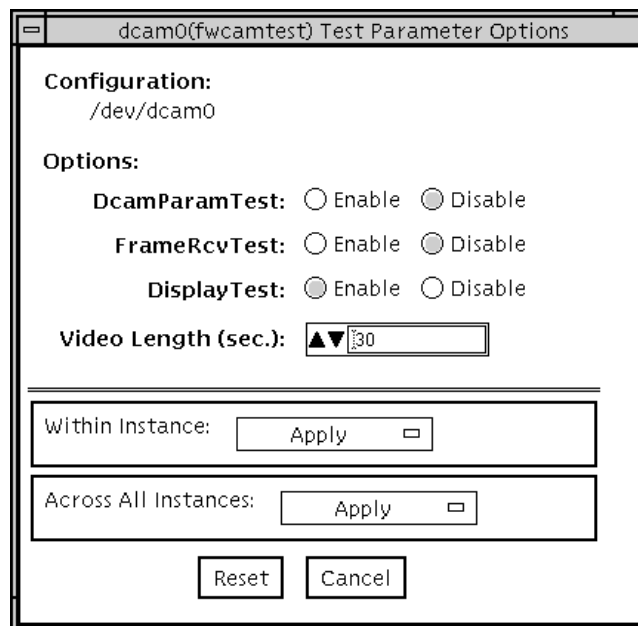 dcam0(fwcamtest) Test Parameter Options
Configuration:
/dev/dcam0
Options:
DcamParamTest: Enable Disable
FrameRcvTest: Enable Disable
DisplayTest: Enable Disable
Video Length (sec.): 30
Within Instance: Apply
Across All Instances: Apply
Reset Cancel